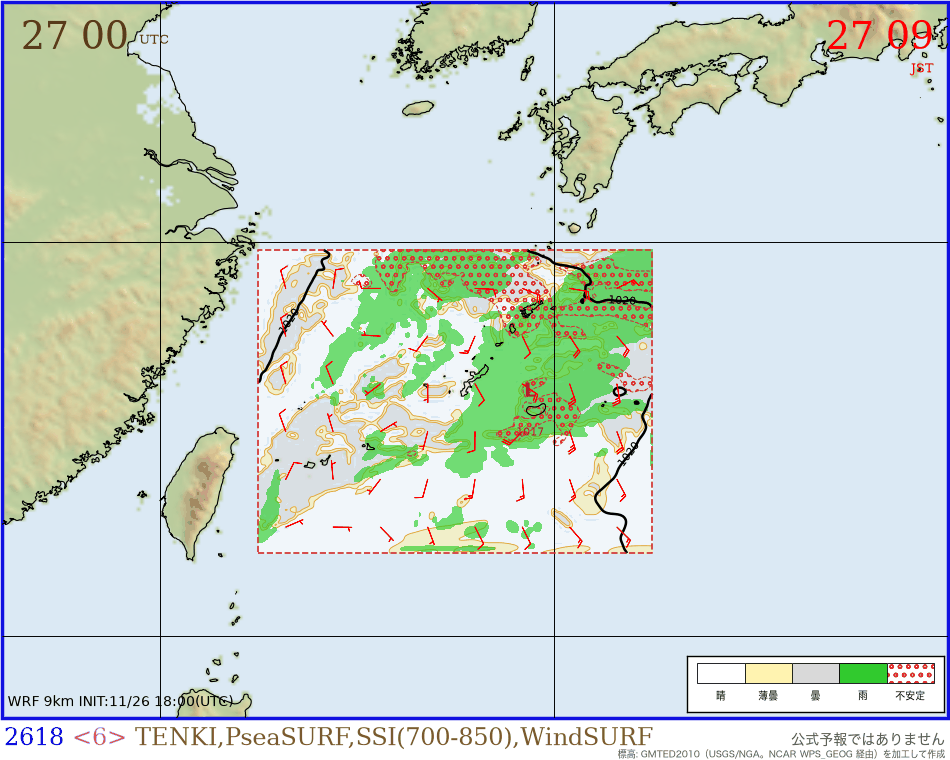 27 00 UTC
27 09
JST
1020
1020
L
1017
1020
晴 薄曇 曇 雨 不安定
WRF 9km INIT:11/26 18:00(UTC)
2618 <6> TENKI,PseaSURF,SSI(700-850),WindSURF
公式予報ではありません
標高: GMTED2010（USGS/NGA。NCAR WPS_GEOG 経由）を加工して作成